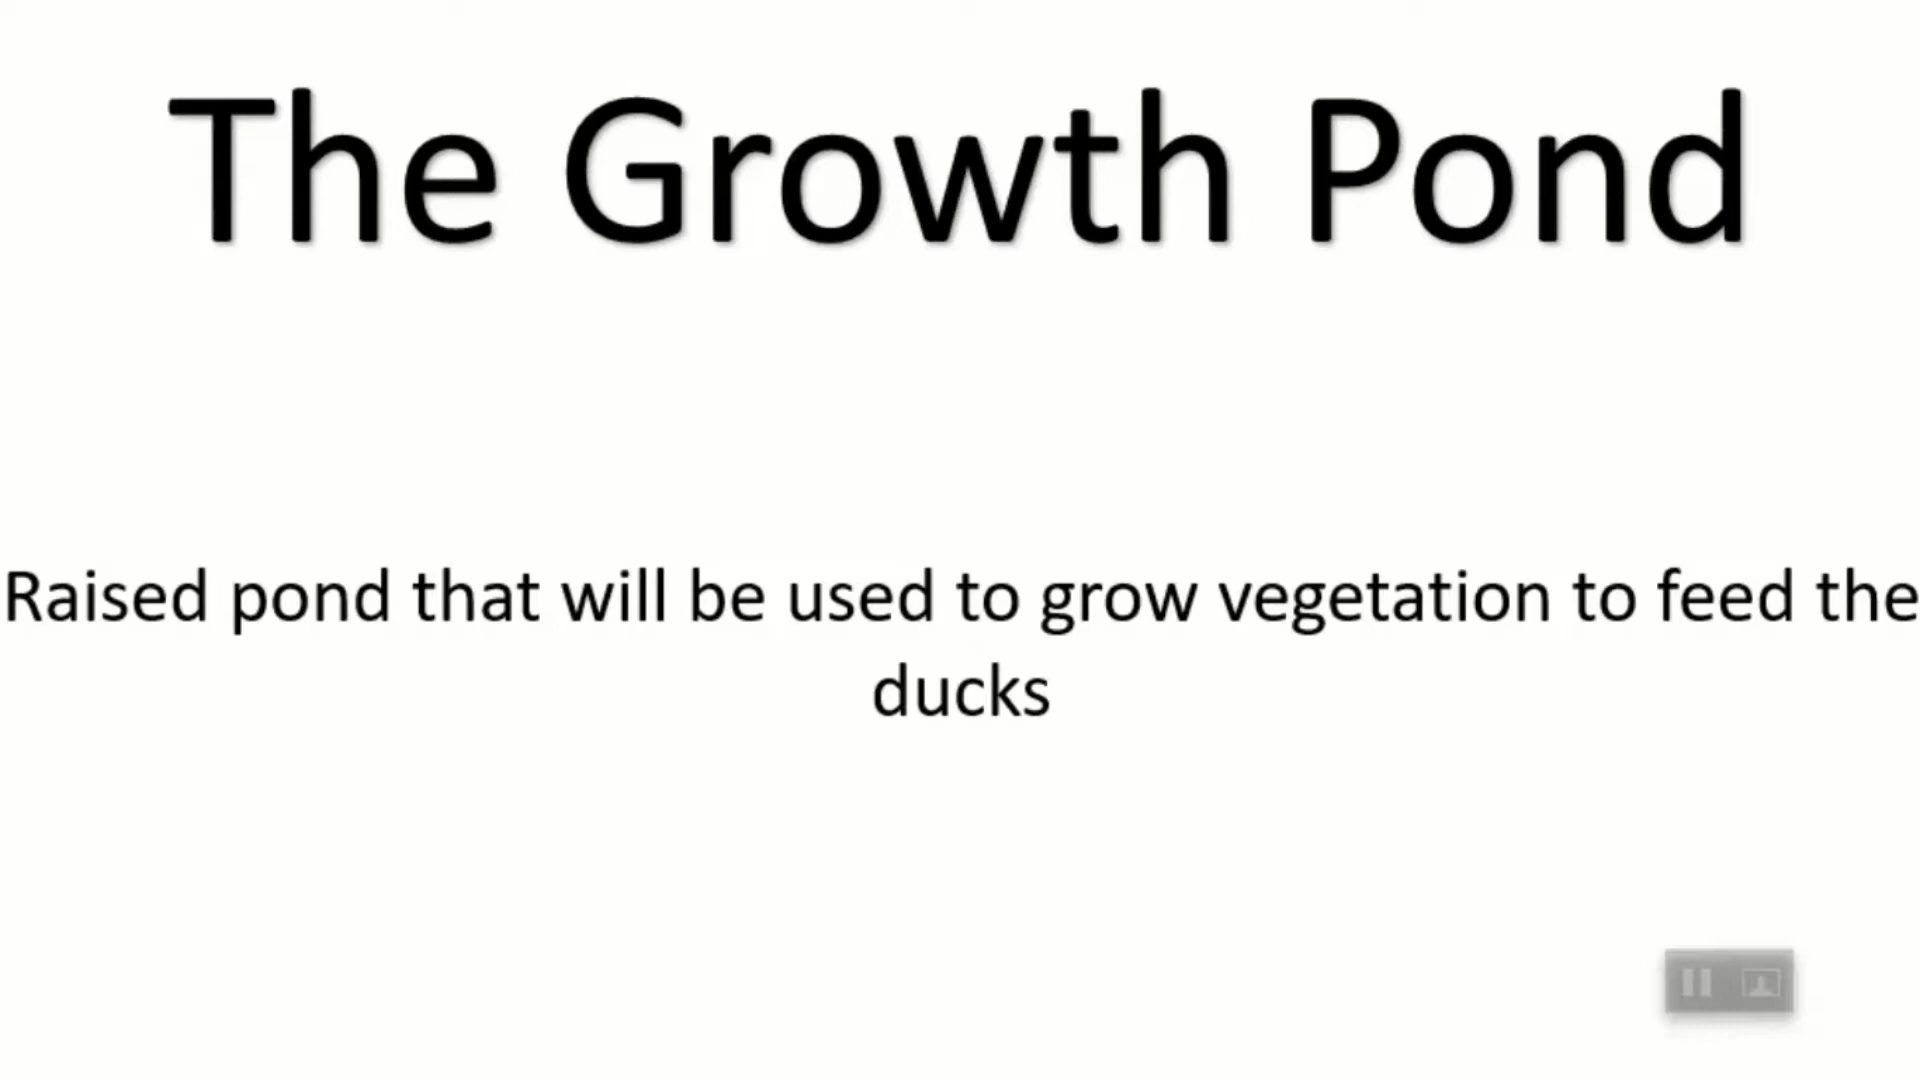 The Growth Pond
Raised pond that will be used to grow vegetation to feed the
ducks